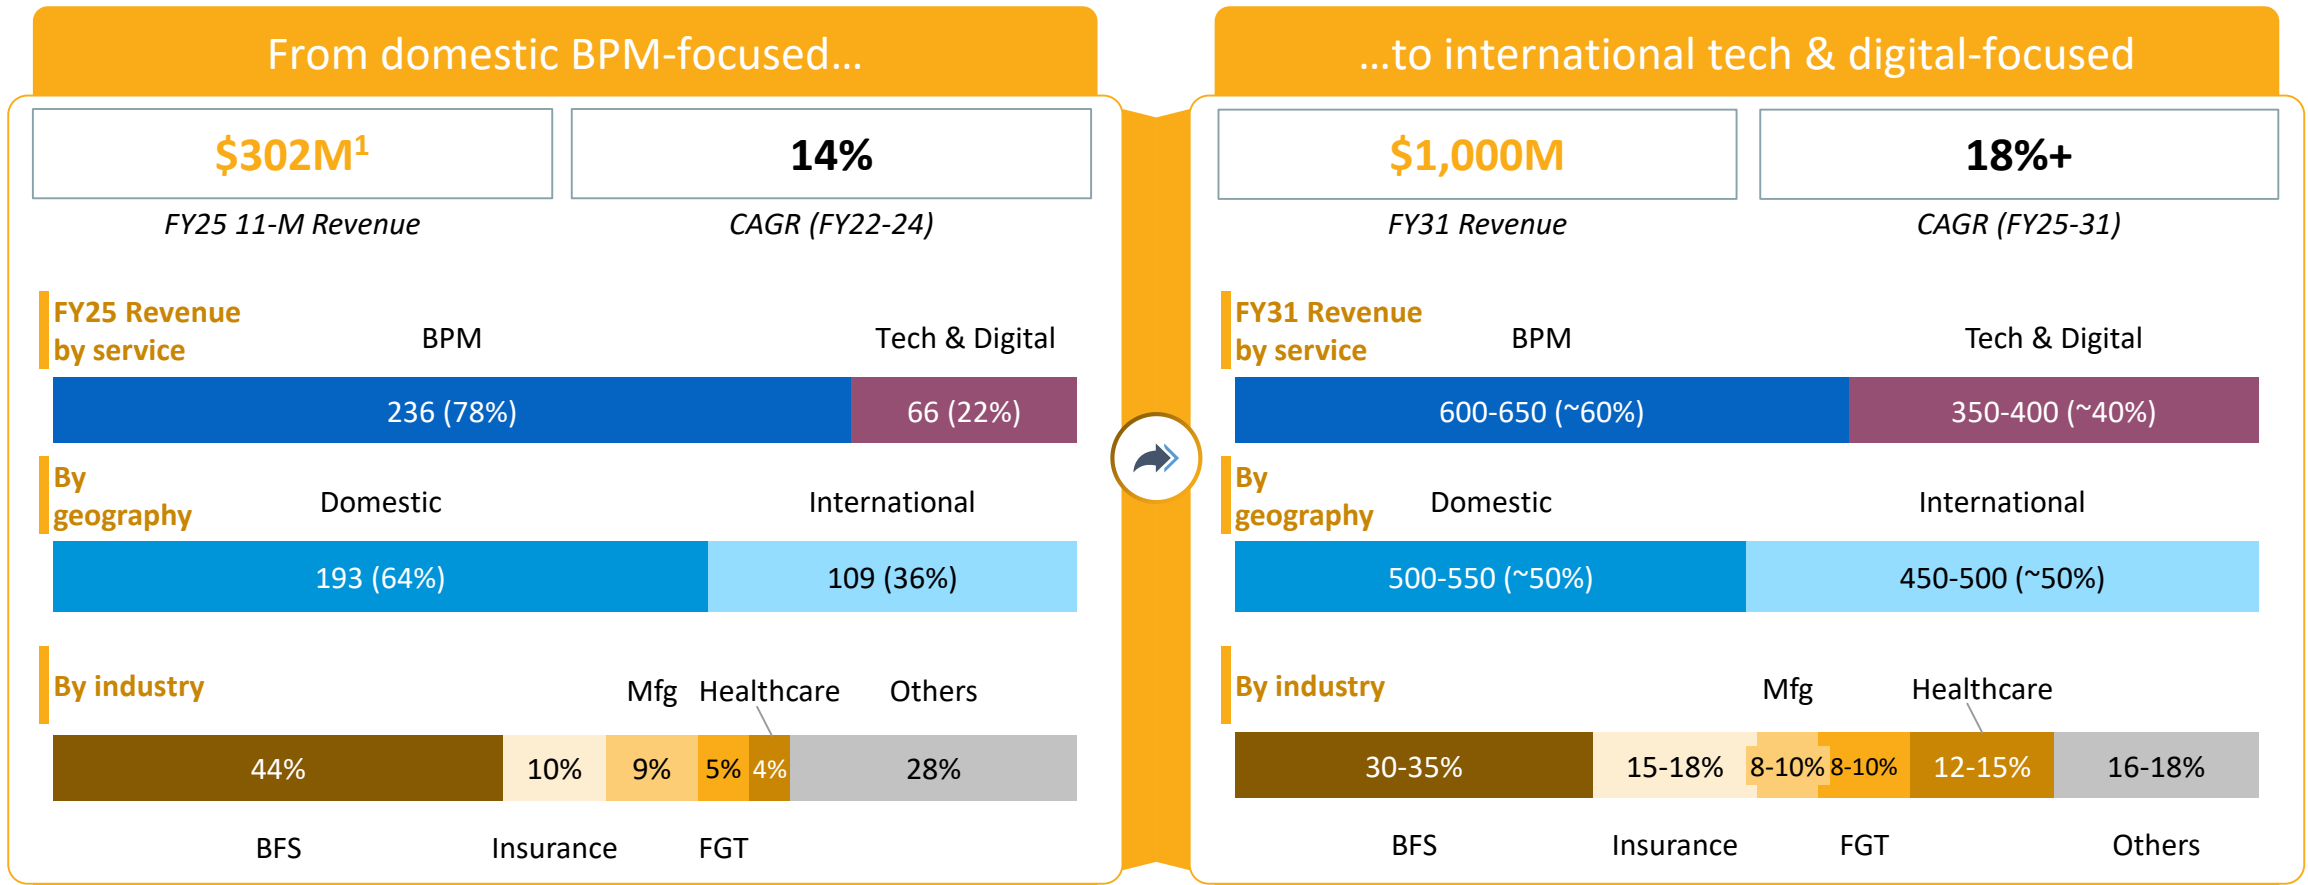 From domestic BPM-focused...
$302M1
14%
FY25 11-M Revenue
CAGR (FY22-24)
FY25 Revenue
by service
BPM
Tech & Digital
236 (78%)
66 (22%)
By
geography
Domestic
International
193 (64%)
109 (36%)
By industry
Mfg
Healthcare
Others
44%
10%
9%
5%
4%
28%
BFS
Insurance
FGT
...to international tech & digital-focused
$1,000M
18%+
FY31 Revenue
CAGR (FY25-31)
FY31 Revenue
by service
BPM
Tech & Digital
600-650 (~60%)
350-400 (~40%)
By
geography
Domestic
International
500-550 (~50%)
450-500 (~50%)
By industry
Mfg
Healthcare
30-35%
15-18%
8-10%
8-10%
12-15%
16-18%
BFS
Insurance
FGT
Others